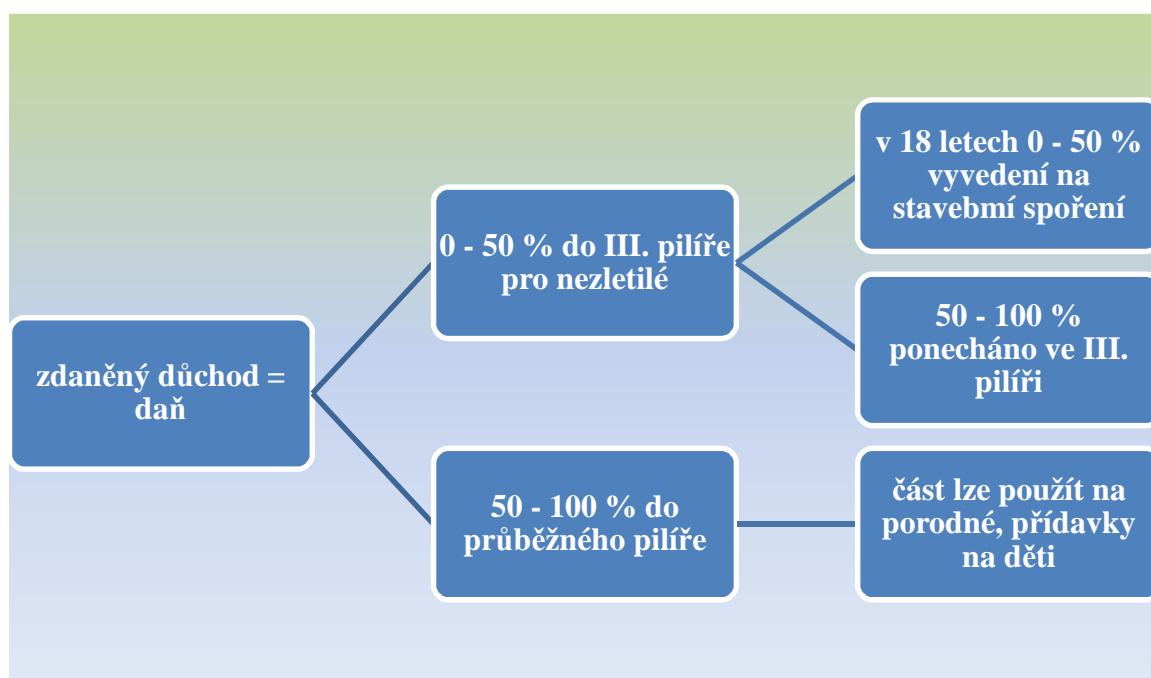 zdaněný důchod =
daň
0 - 50 % do III. pilíře
pro nezletilé
v 18 letech 0 - 50 %
vyvedení na
stavebmí spoření
50 - 100 %
ponecháno ve III.
pilíři
50 - 100 % do
průběžného pilíře
část lze použít na
porodné, přídavky
na děti